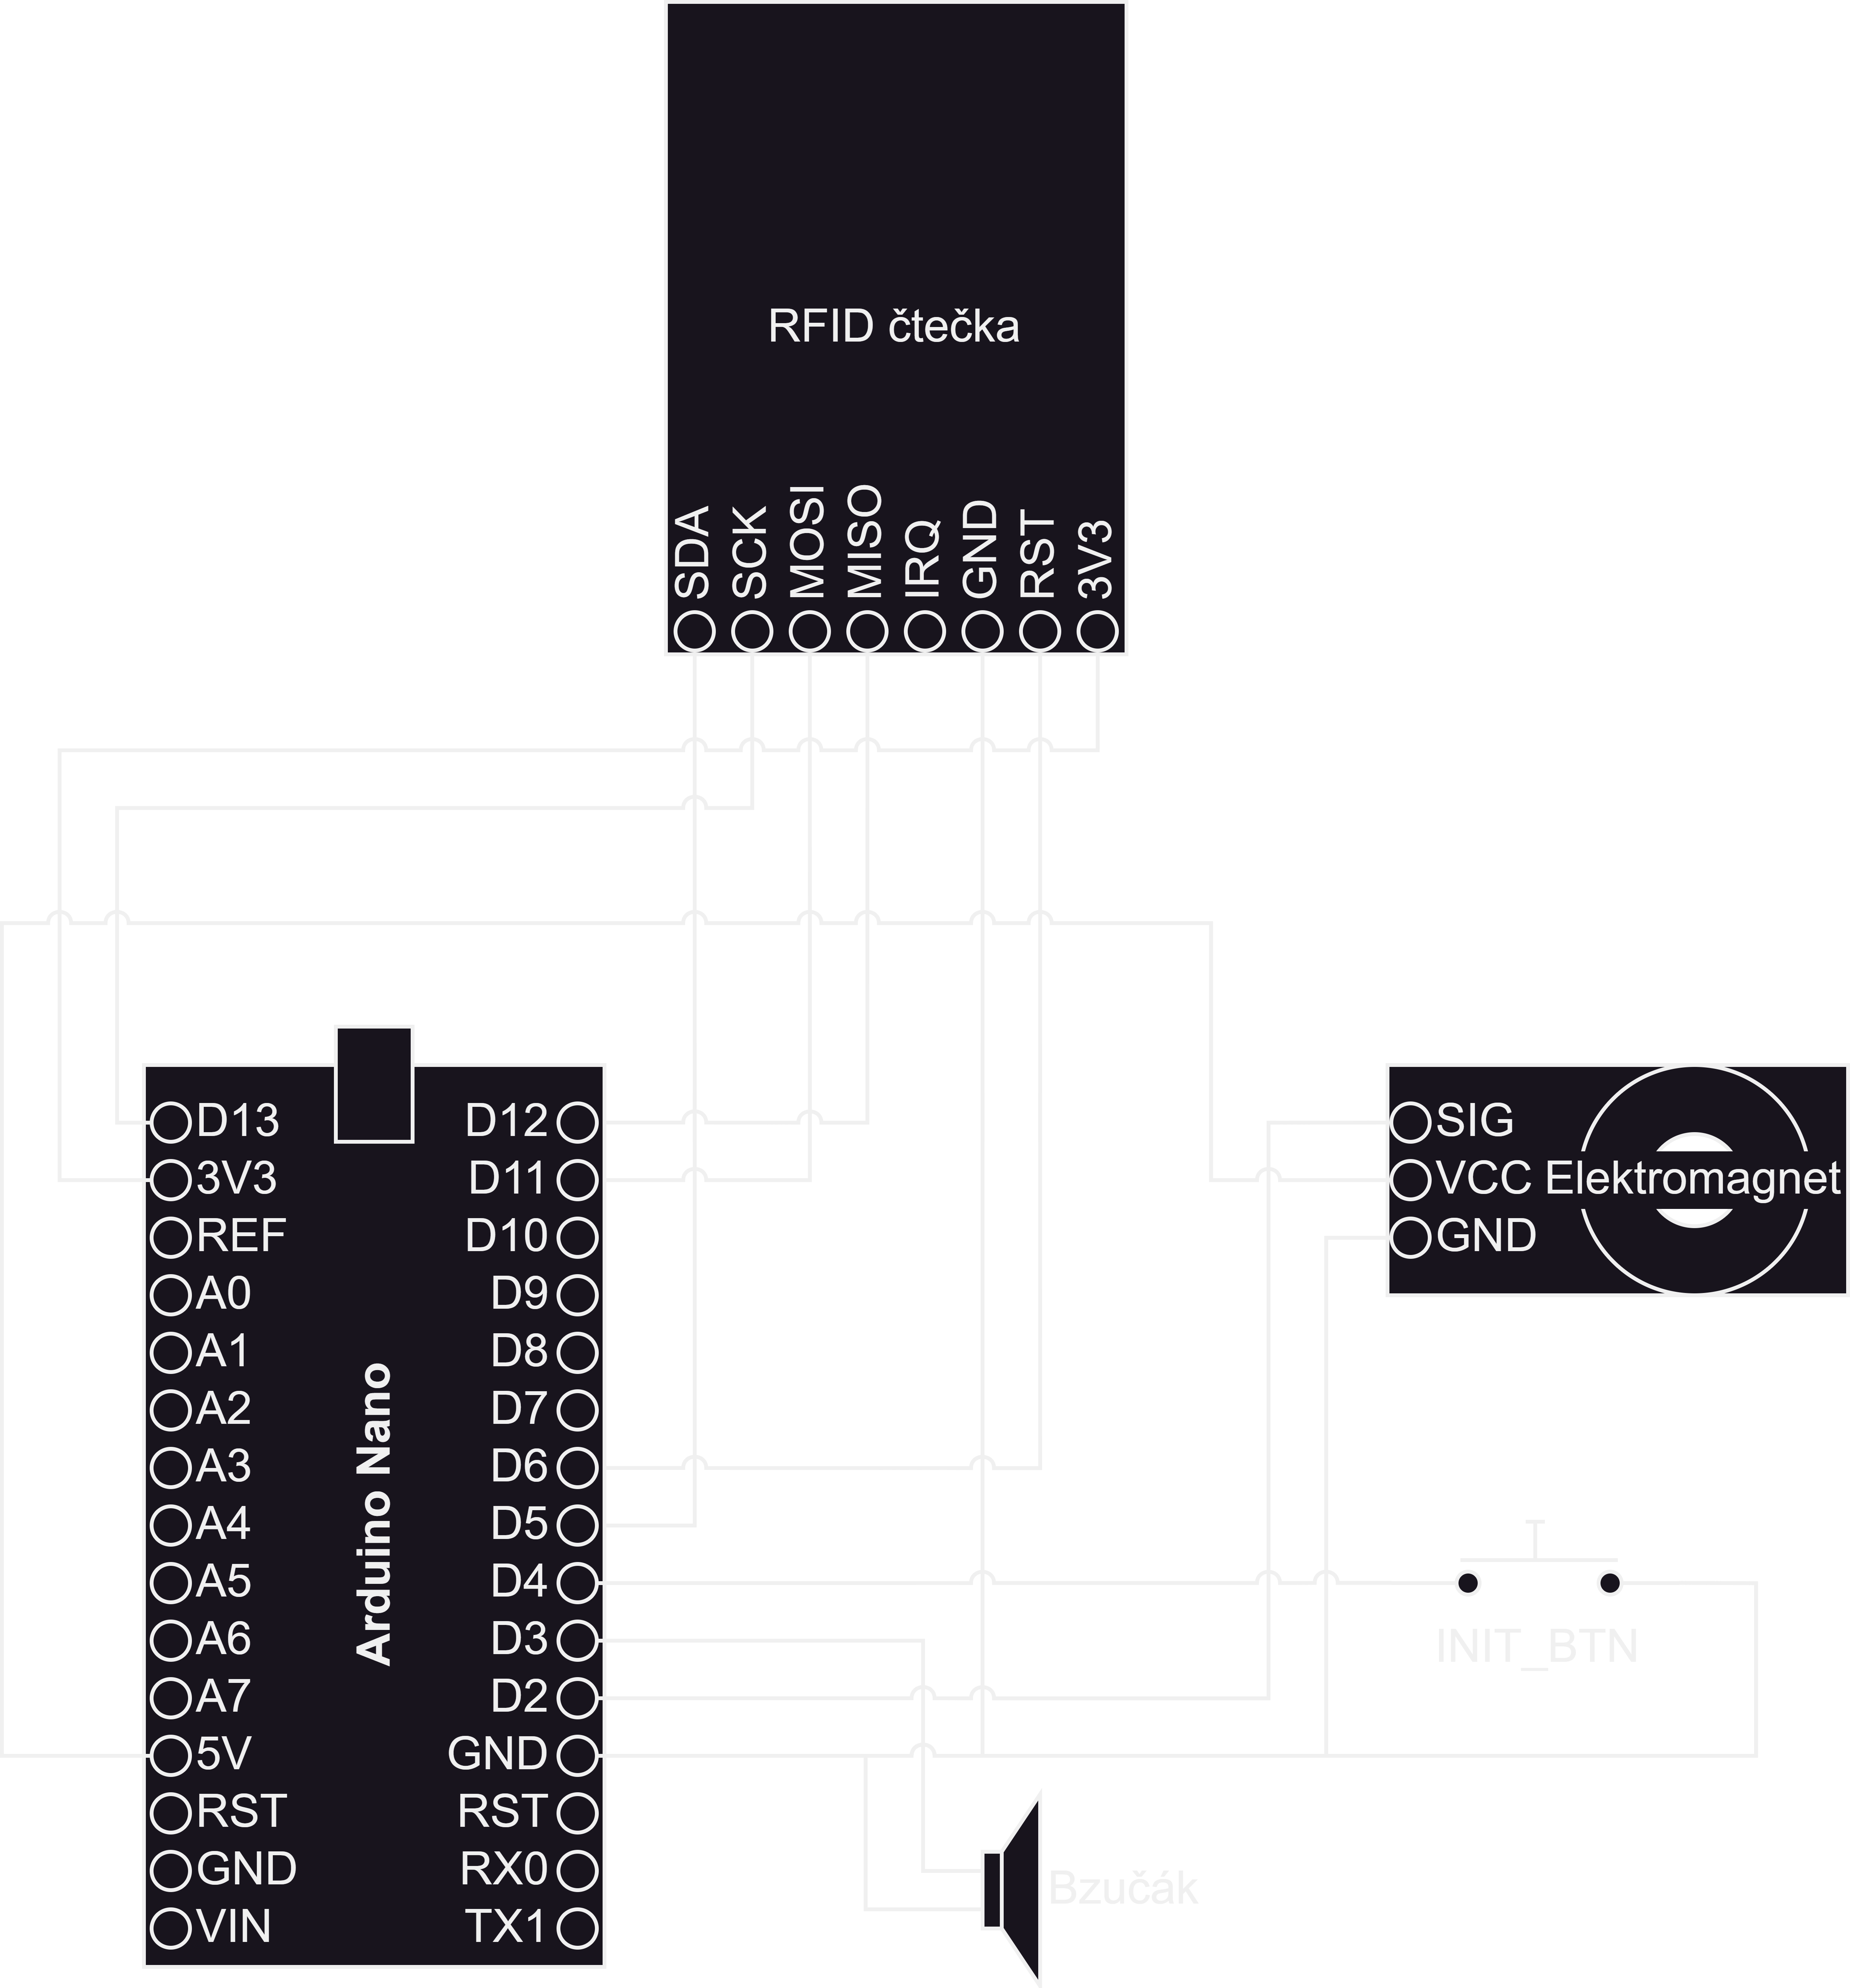 RFID čtečka
SDA
SCK
MOSI
MISO
IRQ
GND
RST
3V3
D13
3V3
REF
A0
A1
A2
A3
A4
A5
A6
A7
5V
RST
GND
VIN
Arduino Nano
D12
D11
D10
D9
D8
D7
D6
D5
D4
D3
D2
GND
RST
RX0
TX1
SIG
VCC
GND
Elektromagnet
INIT_BTN
Bzučák